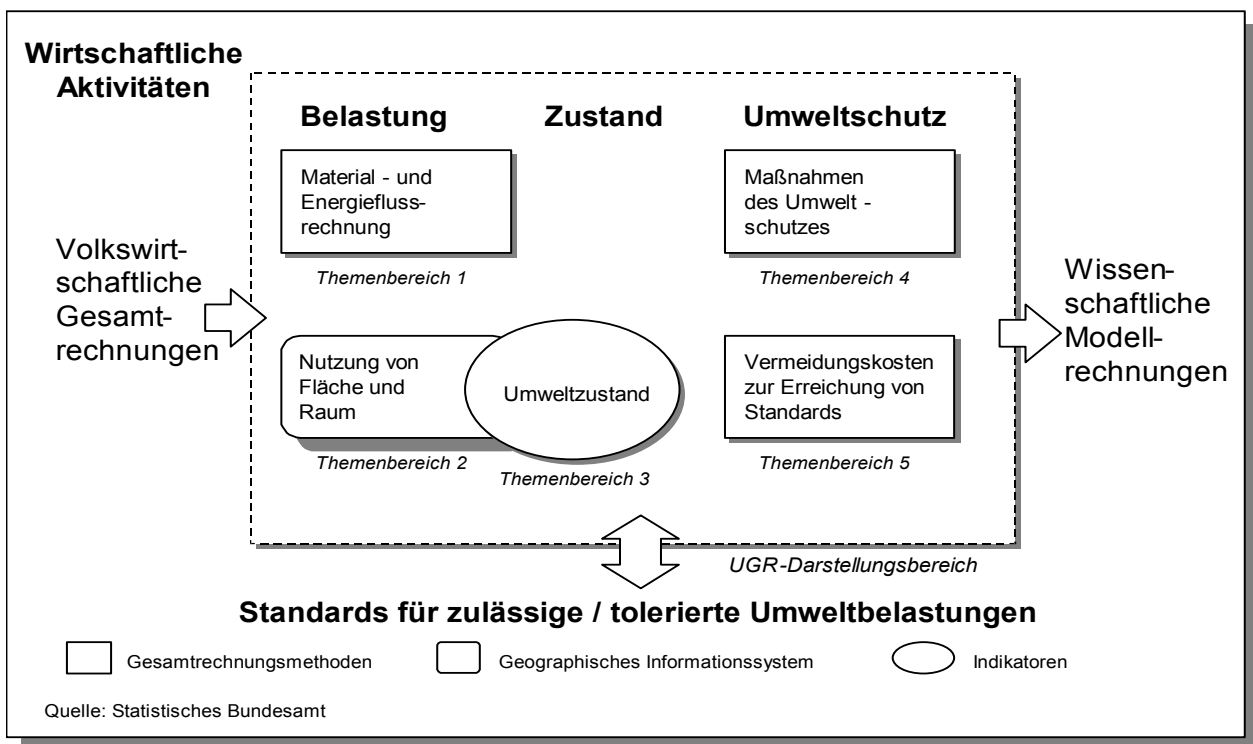 Wirtschaftliche
Aktivitäten
Belastung
Zustand
Umweltschutz
Material - und
Energiefluss-
rechnung
Themenbereich 1
Maßnahmen
des Umwelt -
schutzes
Themenbereich 4
Volkswirt-
schaftliche
Gesamt-
rechnungen
Nutzung von
Fläche und
Raum
Themenbereich 2
Umweltzustand
Themenbereich 3
Vermeidungskosten
zur Erreichung von
Standards
Themenbereich 5
Wissen-
schaftliche
Modell-
rechnungen
UGR-Darstellungsbereich
Standards für zulässige / tolerierte Umweltbelastungen
Gesamtrechnungsmethoden
Geographisches Informationssystem
Indikatoren
Quelle: Statistisches Bundesamt